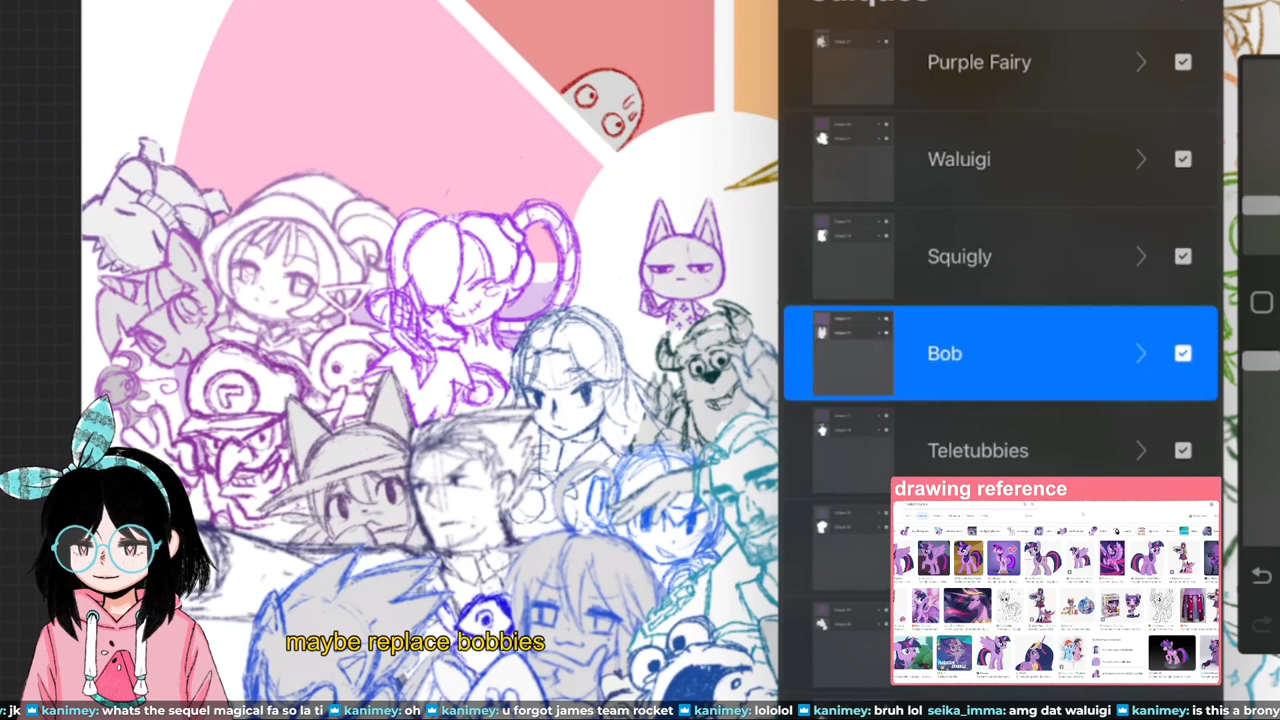 Purple Fairy
Waluigi
Squigly
Bob
Teletubbies
drawing reference
maybe replace bobbies
y: jk kanimey: whats the sequel magical fa so la ti kanimey: oh kanimey: u forgot james team rocket kanimey: lololol kanimey: bruh lol seika_imma: amg dat waluigi kanimey: is this a brony